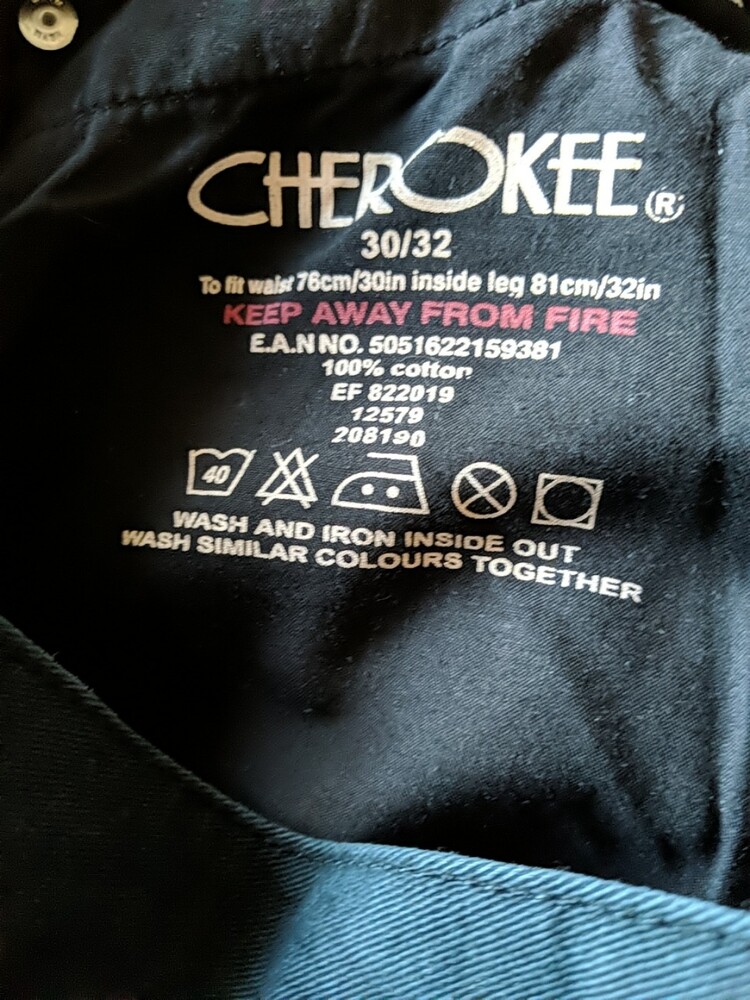 CHEROKEE®
30/32
To fit waist 76cm/30in inside leg 81cm/32in
KEEP AWAY FROM FIRE
E.A.N NO. 5051622159381
100% cotton
EF 822019
12579
208190
40
WASH AND IRON INSIDE OUT
WASH SIMILAR COLOURS TOGETHER